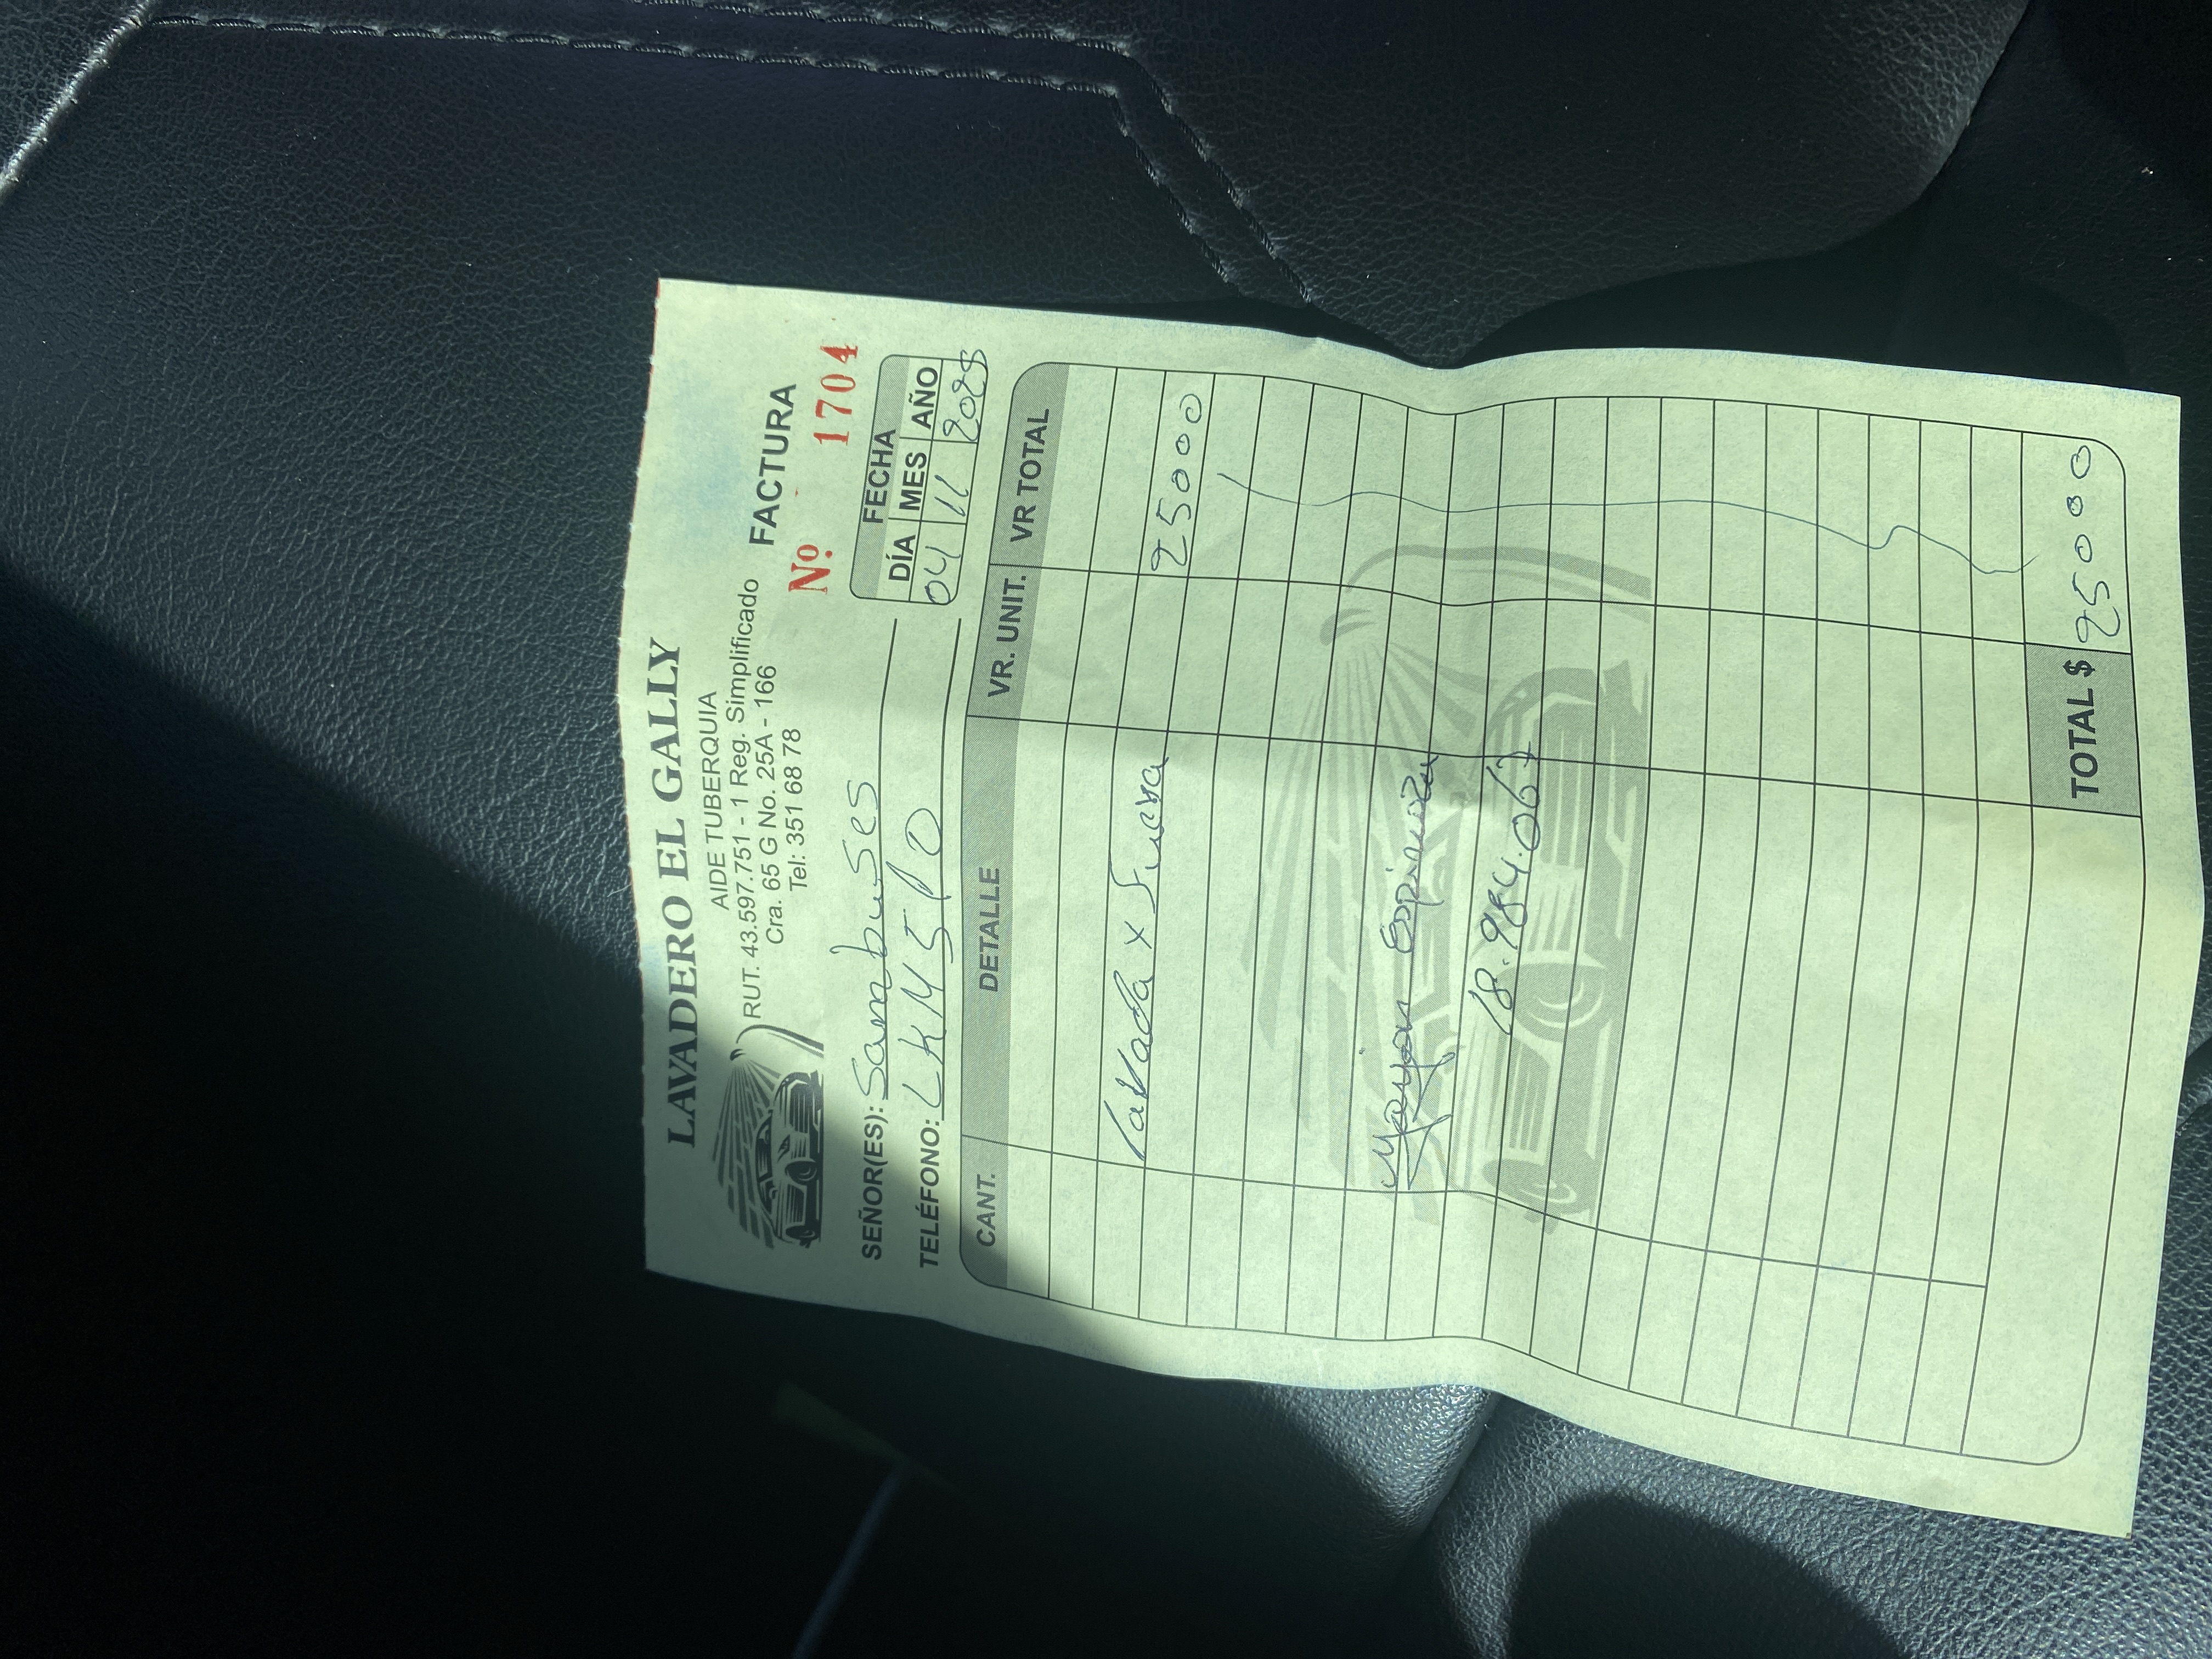 LAVADERO EL GALLY
AIDE TUBERQUIA
RUT. 43.597.751 - 1 Reg. Simplificado
Cra. 65 G No. 25A - 166
Tel: 351 68 78
FACTURA
Nº. 1704
SEÑOR(ES): Sambuses
TELÉFONO: LKM510
FECHA
DÍA MES AÑO
04 11 2025
CANT. DETALLE VR. UNIT. VR TOTAL
Lavada x Fuera 25000
Espinoza
18.984.067
TOTAL $ 25000